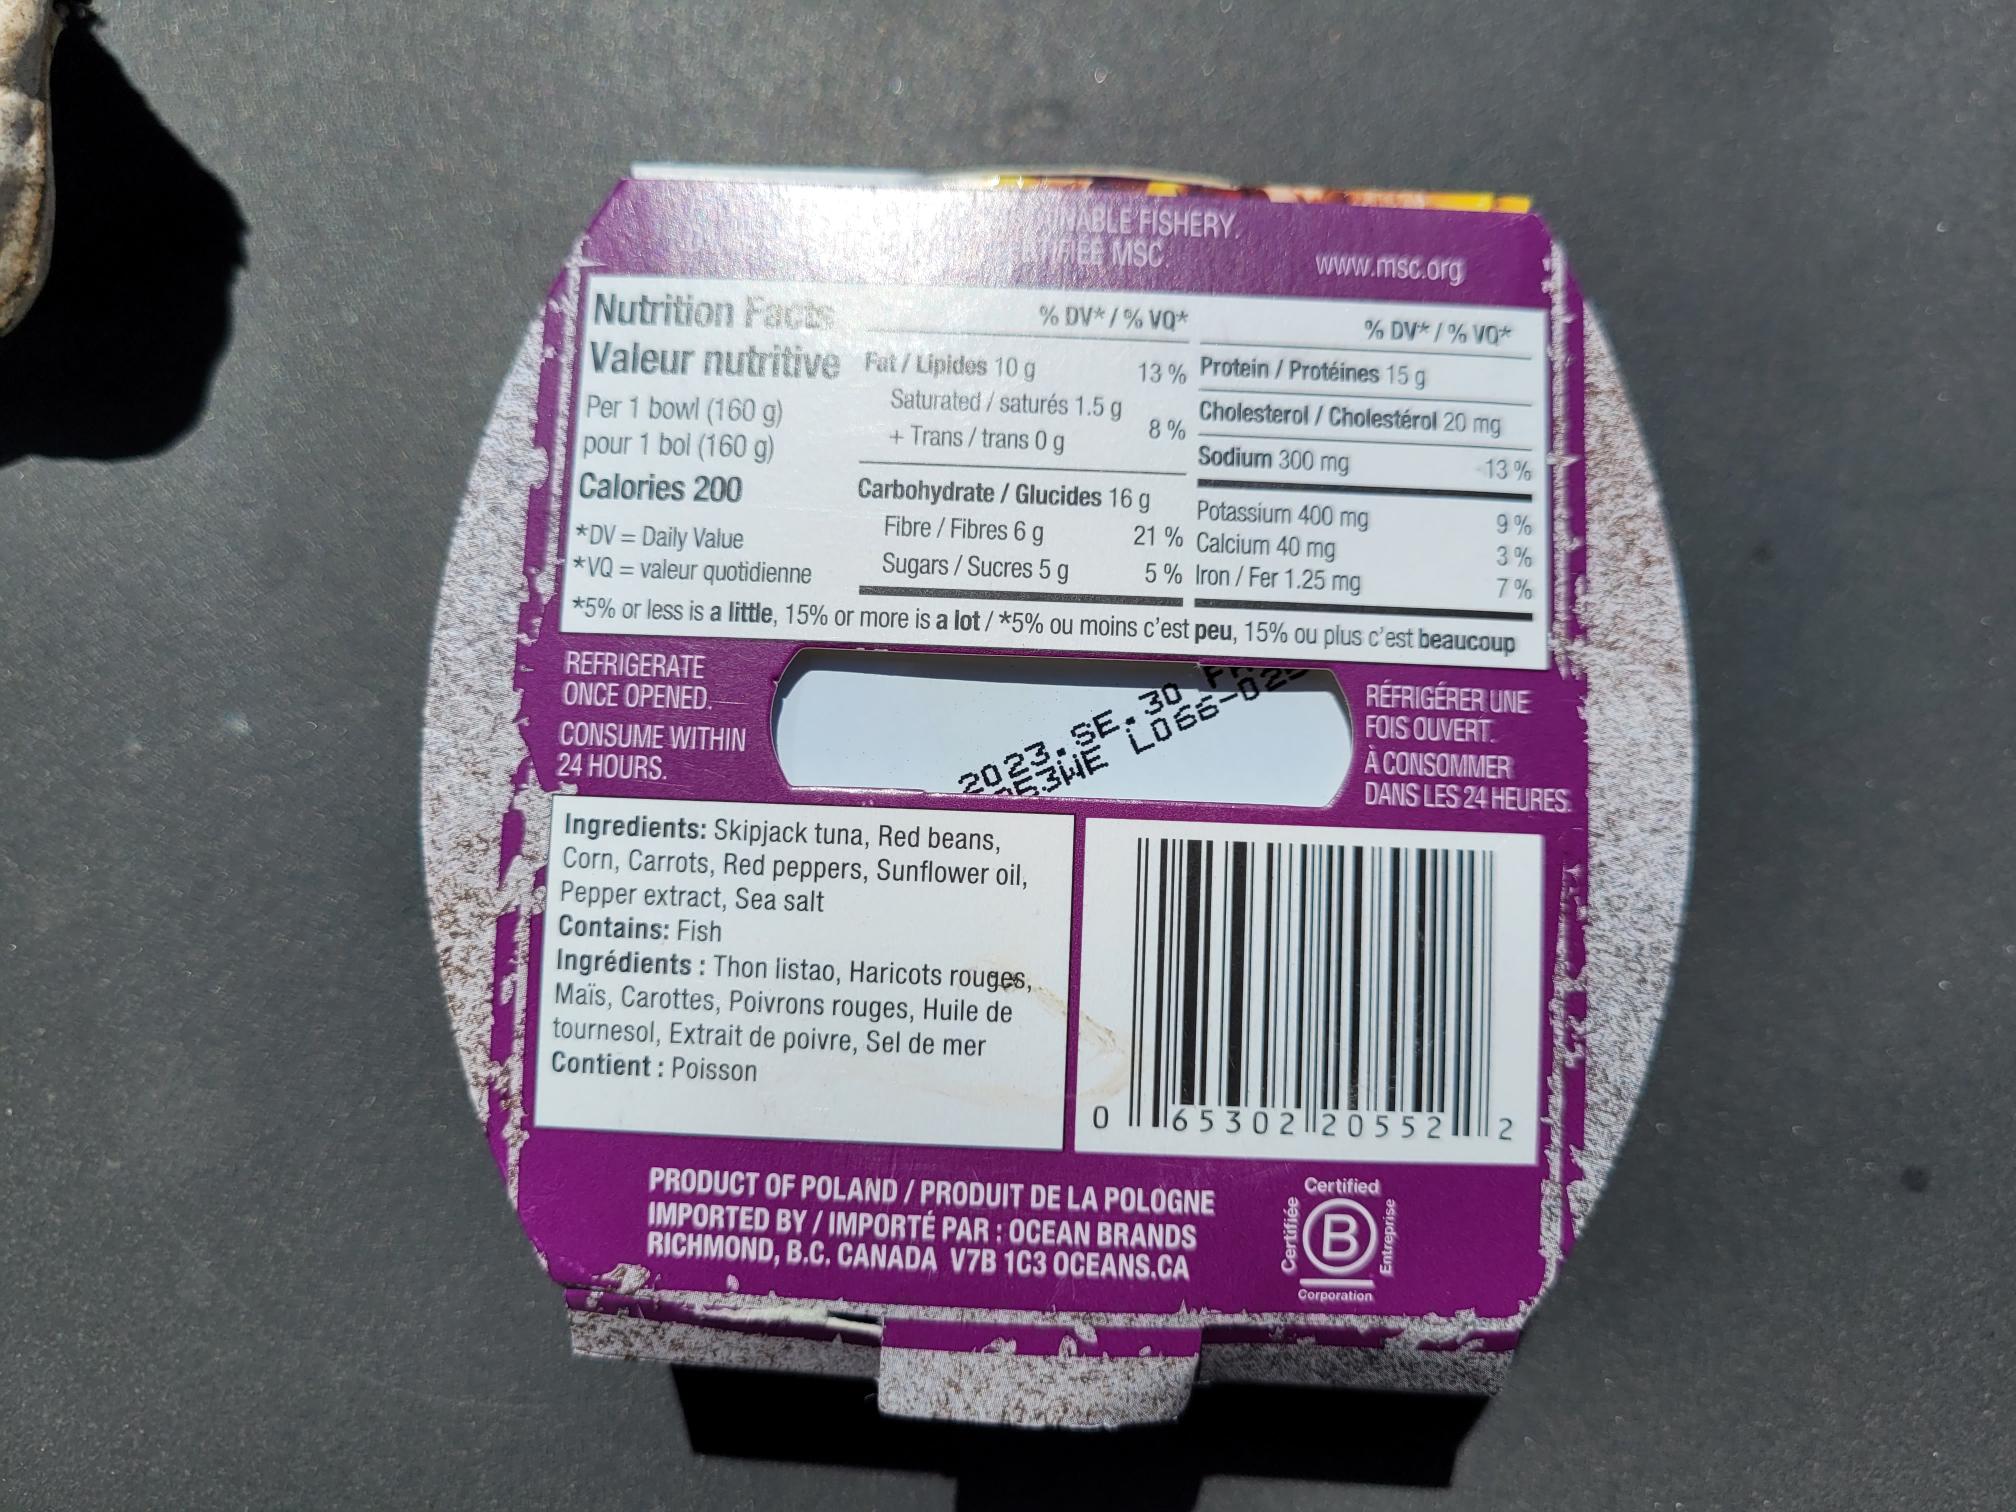 FISHERY.
MSC
www.msc.org
Nutrition Facts
Valeur nutritive
Per 1 bowl (160 g)
pour 1 bol (160 g)
Calories 200
*DV = Daily Value
*VQ = valeur quotidienne
% DV* / % VQ*
Fat / Lipides 10 g 13 %
Saturated / saturés 1.5 g
+ Trans / trans 0 g 8 %
Carbohydrate / Glucides 16 g
Fibre / Fibres 6 g 21 %
Sugars / Sucres 5 g 5 %
% DV* / % VQ*
Protein / Protéines 15 g
Cholesterol / Cholestérol 20 mg
Sodium 300 mg 13 %
Potassium 400 mg 9 %
Calcium 40 mg 3 %
Iron / Fer 1.25 mg 7 %
*5% or less is a little, 15% or more is a lot / *5% ou moins c'est peu, 15% ou plus c'est beaucoup
REFRIGERATE
ONCE OPENED.
CONSUME WITHIN
24 HOURS.
2023.SE.30
RÉFRIGÉRER UNE
FOIS OUVERT.
À CONSOMMER
DANS LES 24 HEURES.
Ingredients: Skipjack tuna, Red beans,
Corn, Carrots, Red peppers, Sunflower oil,
Pepper extract, Sea salt
Contains: Fish
Ingrédients : Thon listao, Haricots rouges,
Maïs, Carottes, Poivrons rouges, Huile de
tournesol, Extrait de poivre, Sel de mer
Contient : Poisson
0 65302 20552 2
PRODUCT OF POLAND / PRODUIT DE LA POLOGNE
IMPORTED BY / IMPORTÉ PAR : OCEAN BRANDS
RICHMOND, B.C. CANADA V7B 1C3 OCEANS.CA
Certified
Certifiée
B
Entreprise
Corporation